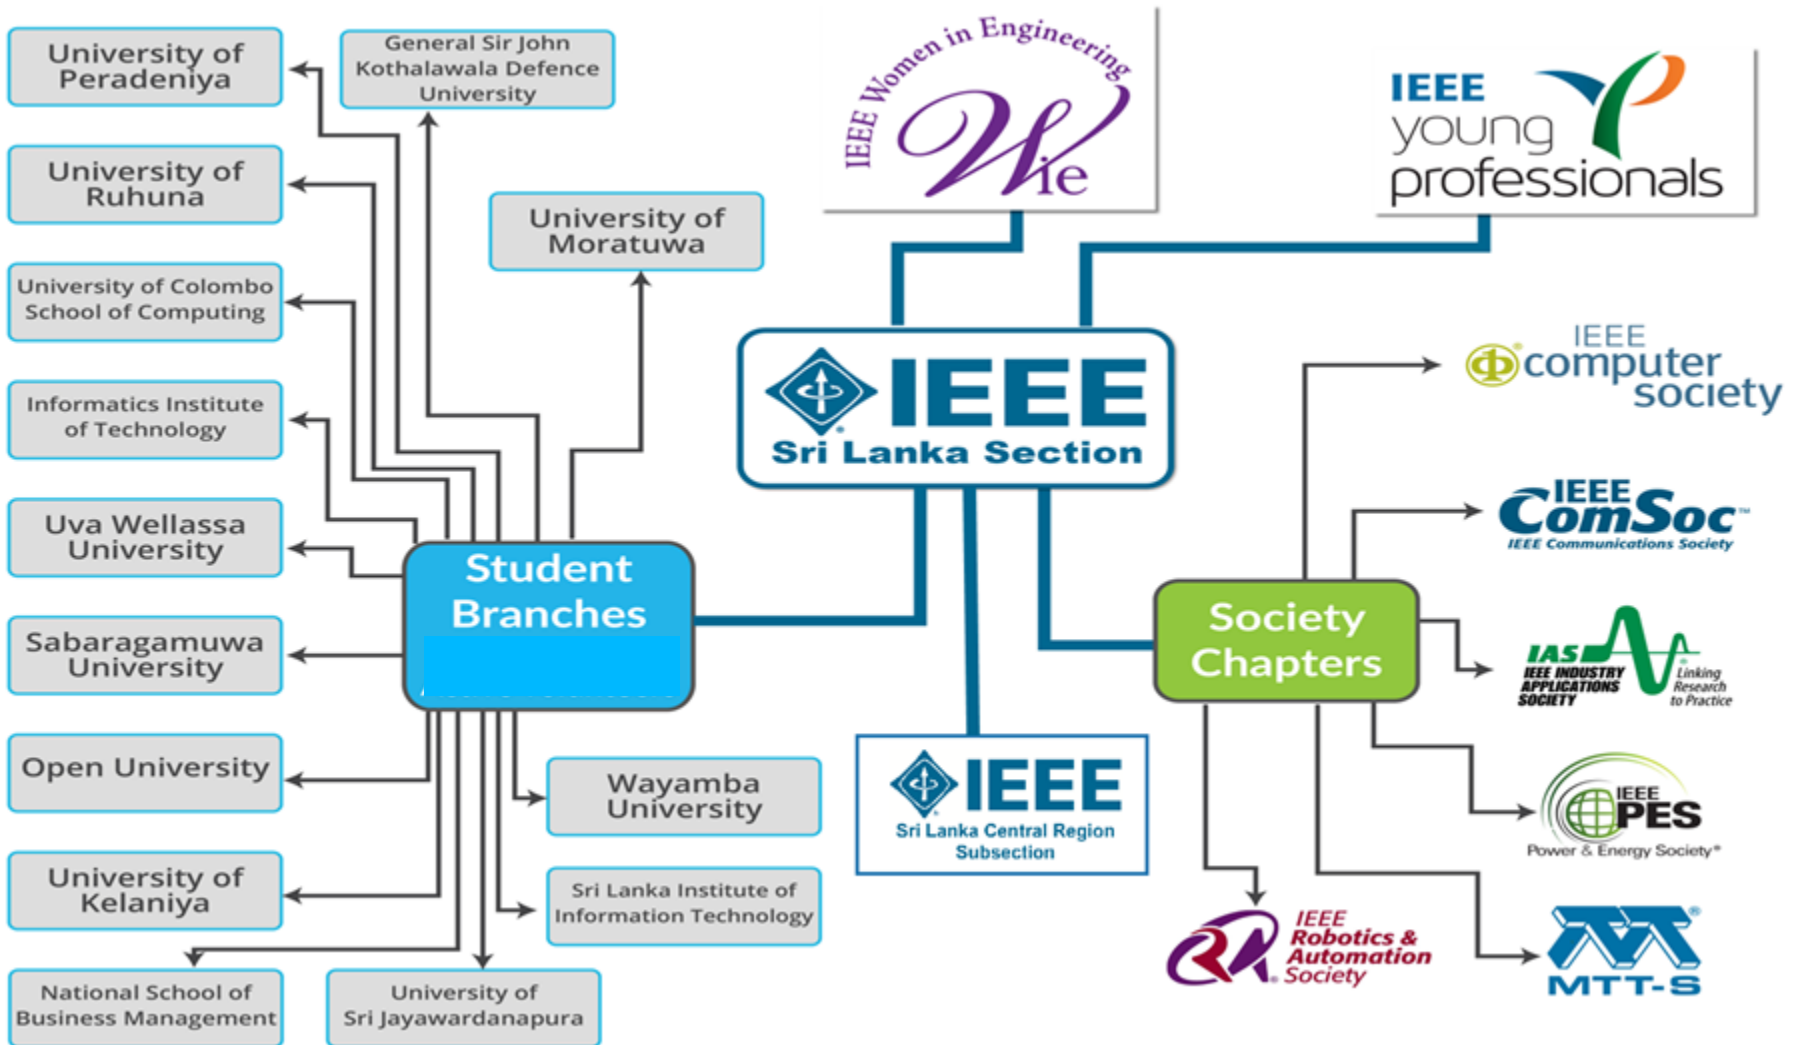 University of
Peradeniya
General Sir John
Kothalawala Defence
University
IEEE Women in Engineering
Wie
IEEE
young
professionals
University of
Ruhuna
University of
Moratuwa
University of Colombo
School of Computing
Informatics Institute
of Technology
IEEE
Sri Lanka Section
IEEE
computer
society
Uva Wellassa
University
Student
Branches
IEEE
ComSoc™
IEEE Communications Society
Society
Chapters
Sabaragamuwa
University
IAS
IEEE INDUSTRY
APPLICATIONS
SOCIETY
Linking
Research
to Practice
Open University
Wayamba
University
IEEE
Sri Lanka Central Region
Subsection
IEEE
PES
Power & Energy Society®
University of
Kelaniya
Sri Lanka Institute of
Information Technology
IEEE
Robotics &
Automation
Society
MTT-S
National School of
Business Management
University of
Sri Jayawardanapura